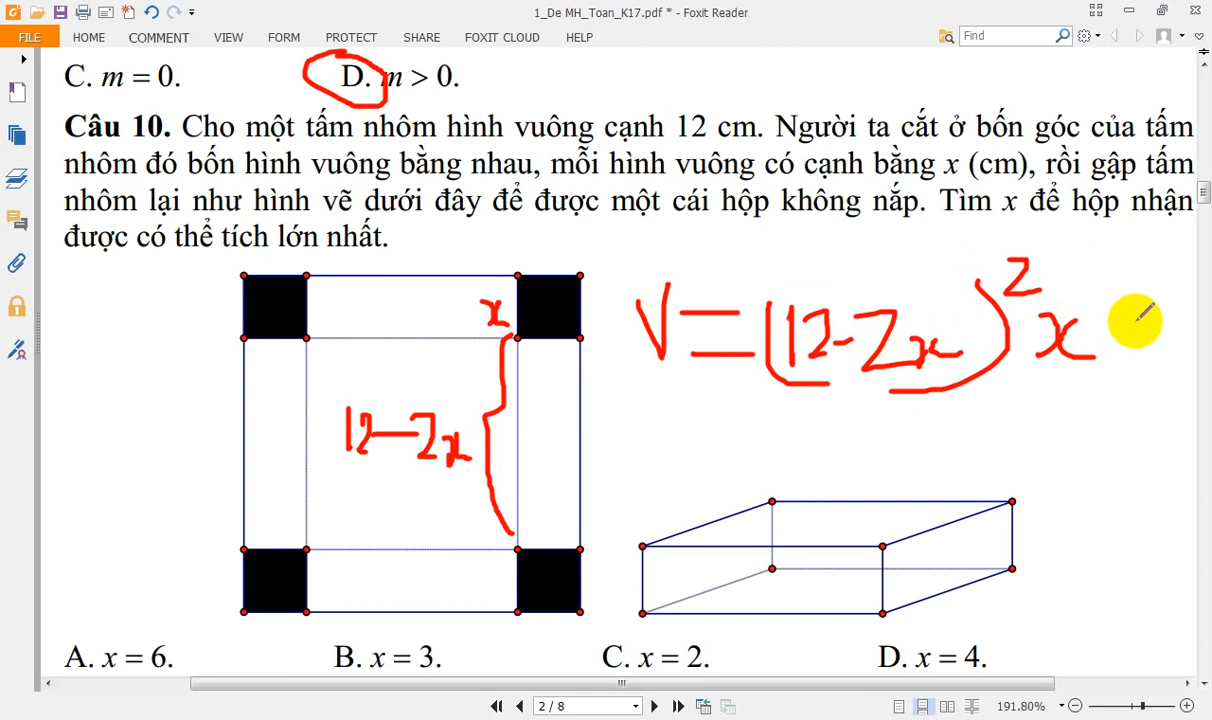 1_De MH_Toan_K17.pdf * - Foxit Reader
FILE HOME COMMENT VIEW FORM PROTECT SHARE FOXIT CLOUD HELP Find
C. m = 0. D. m > 0.
Câu 10. Cho một tấm nhôm hình vuông cạnh 12 cm. Người ta cắt ở bốn góc của tấm
nhôm đó bốn hình vuông bằng nhau, mỗi hình vuông có cạnh bằng x (cm), rồi gập tấm
nhôm lại như hình vẽ dưới đây để được một cái hộp không nắp. Tìm x để hộp nhận
được có thể tích lớn nhất.
x
V = (12-2x)² x
12-2x
A. x = 6. B. x = 3. C. x = 2. D. x = 4.
2 / 8 191.80%